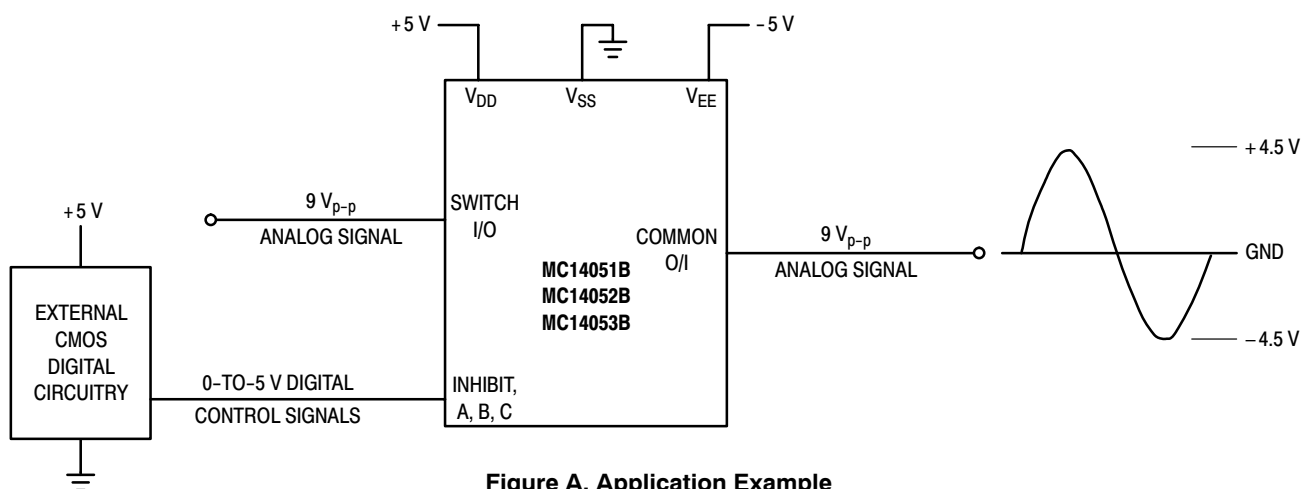 +5 V
−5 V
VDD
VSS
VEE
9 Vp−p
ANALOG SIGNAL
SWITCH
I/O
COMMON
O/I
9 Vp−p
ANALOG SIGNAL
+4.5 V
GND
−4.5 V
MC14051B
MC14052B
MC14053B
+5 V
EXTERNAL
CMOS
DIGITAL
CIRCUITRY
0−TO−5 V DIGITAL
CONTROL SIGNALS
INHIBIT,
A, B, C
Figure A. Application Example